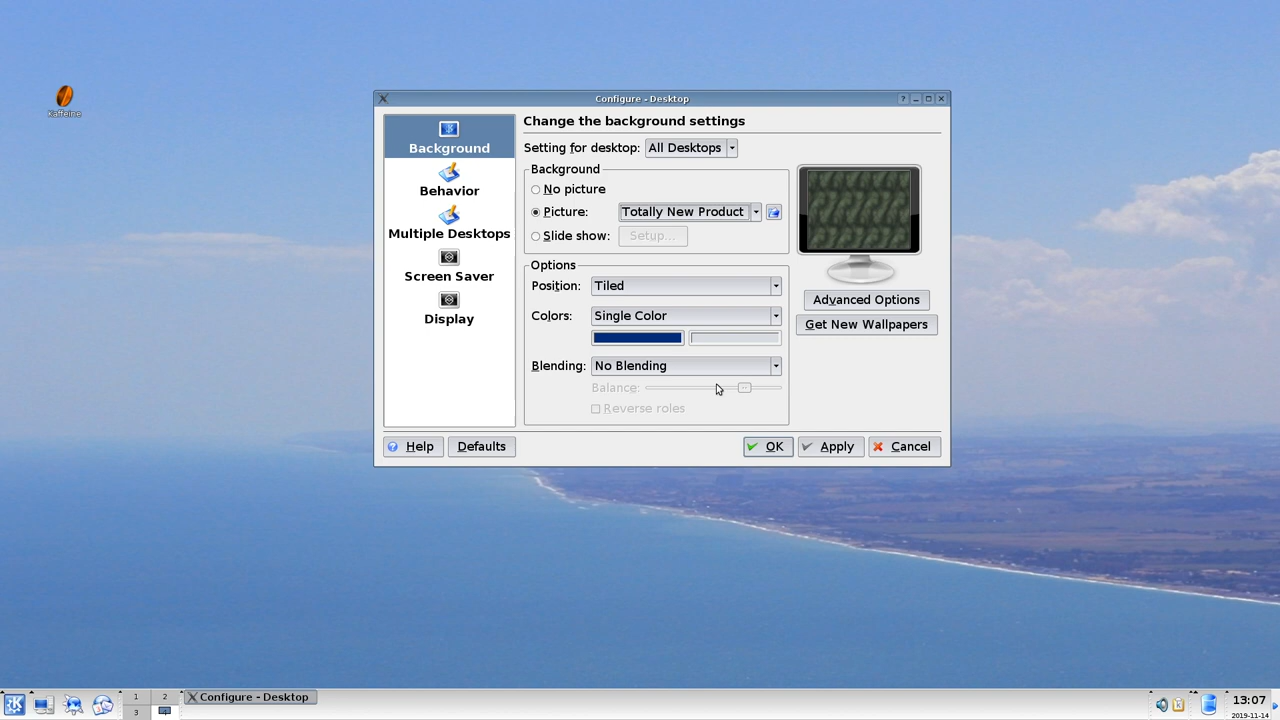 Kaffeine
Configure - Desktop
?
Background
Behavior
Multiple Desktops
Screen Saver
Display
Change the background settings
Setting for desktop: All Desktops
Background
No picture
Picture: Totally New Product
Slide show: Setup...
Options
Position: Tiled
Colors: Single Color
Blending: No Blending
Balance:
Reverse roles
Advanced Options
Get New Wallpapers
Help
Defaults
OK
Apply
Cancel
1 2
3
Configure - Desktop
13:07
2019-11-14